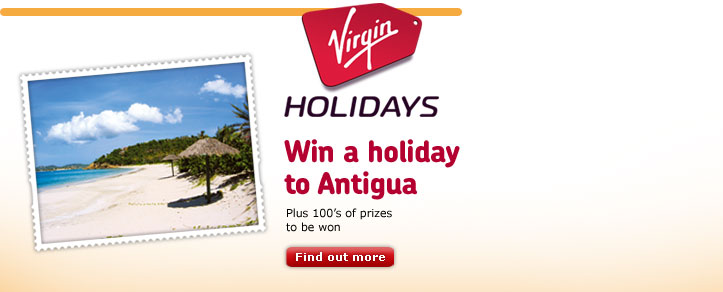 Virgin
HOLIDAYS
Win a holiday
to Antigua
Plus 100's of prizes
to be won
Find out more